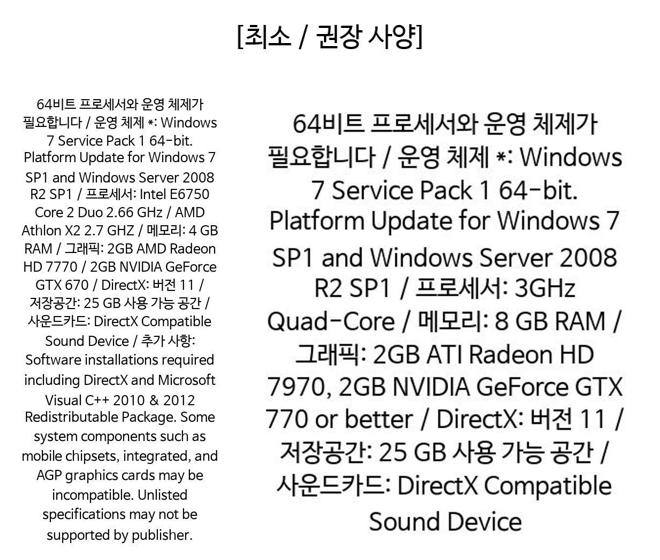 [최소 / 권장 사양]
64비트 프로세서와 운영 체제가
필요합니다 / 운영 체제 *: Windows
7 Service Pack 1 64-bit.
Platform Update for Windows 7
SP1 and Windows Server 2008
R2 SP1 / 프로세서: Intel E6750
Core 2 Duo 2.66 GHz / AMD
Athlon X2 2.7 GHZ / 메모리: 4 GB
RAM / 그래픽: 2GB AMD Radeon
HD 7770 / 2GB NVIDIA GeForce
GTX 670 / DirectX: 버전 11 /
저장공간: 25 GB 사용 가능 공간 /
사운드카드: DirectX Compatible
Sound Device / 추가 사항:
Software installations required
including DirectX and Microsoft
Visual C++ 2010 & 2012
Redistributable Package. Some
system components such as
mobile chipsets, integrated, and
AGP graphics cards may be
incompatible. Unlisted
specifications may not be
supported by publisher.
64비트 프로세서와 운영 체제가
필요합니다 / 운영 체제 *: Windows
7 Service Pack 1 64-bit.
Platform Update for Windows 7
SP1 and Windows Server 2008
R2 SP1 / 프로세서: 3GHz
Quad-Core / 메모리: 8 GB RAM /
그래픽: 2GB ATI Radeon HD
7970, 2GB NVIDIA GeForce GTX
770 or better / DirectX: 버전 11 /
저장공간: 25 GB 사용 가능 공간 /
사운드카드: DirectX Compatible
Sound Device